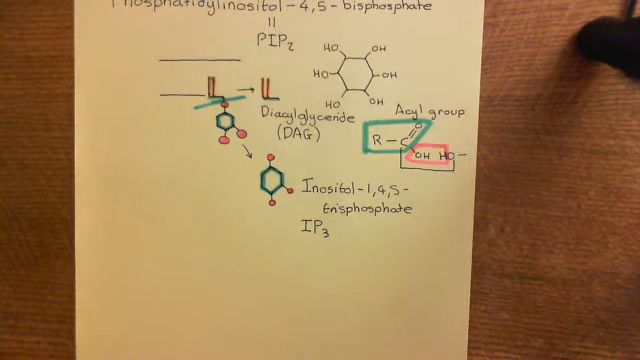 Phosphatidylinositol-4,5-bisphosphate
=
PIP2
HO OH
HO OH
HO OH
Diacylglyceride
(DAG)
Acyl group
R-C
O
OH HO-
Inositol-1,4,5-
trisphosphate
IP3